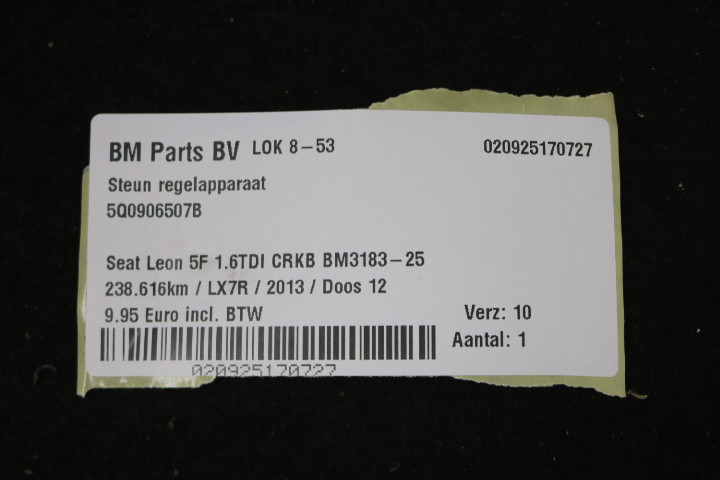 BM Parts BV LOK 8-53 020925170727
Steun regelapparaat
5Q0906507B
Seat Leon 5F 1.6TDI CRKB BM3183-25
238.616km / LX7R / 2013 / Doos 12
9.95 Euro incl. BTW Verz: 10
Aantal: 1
020925170727